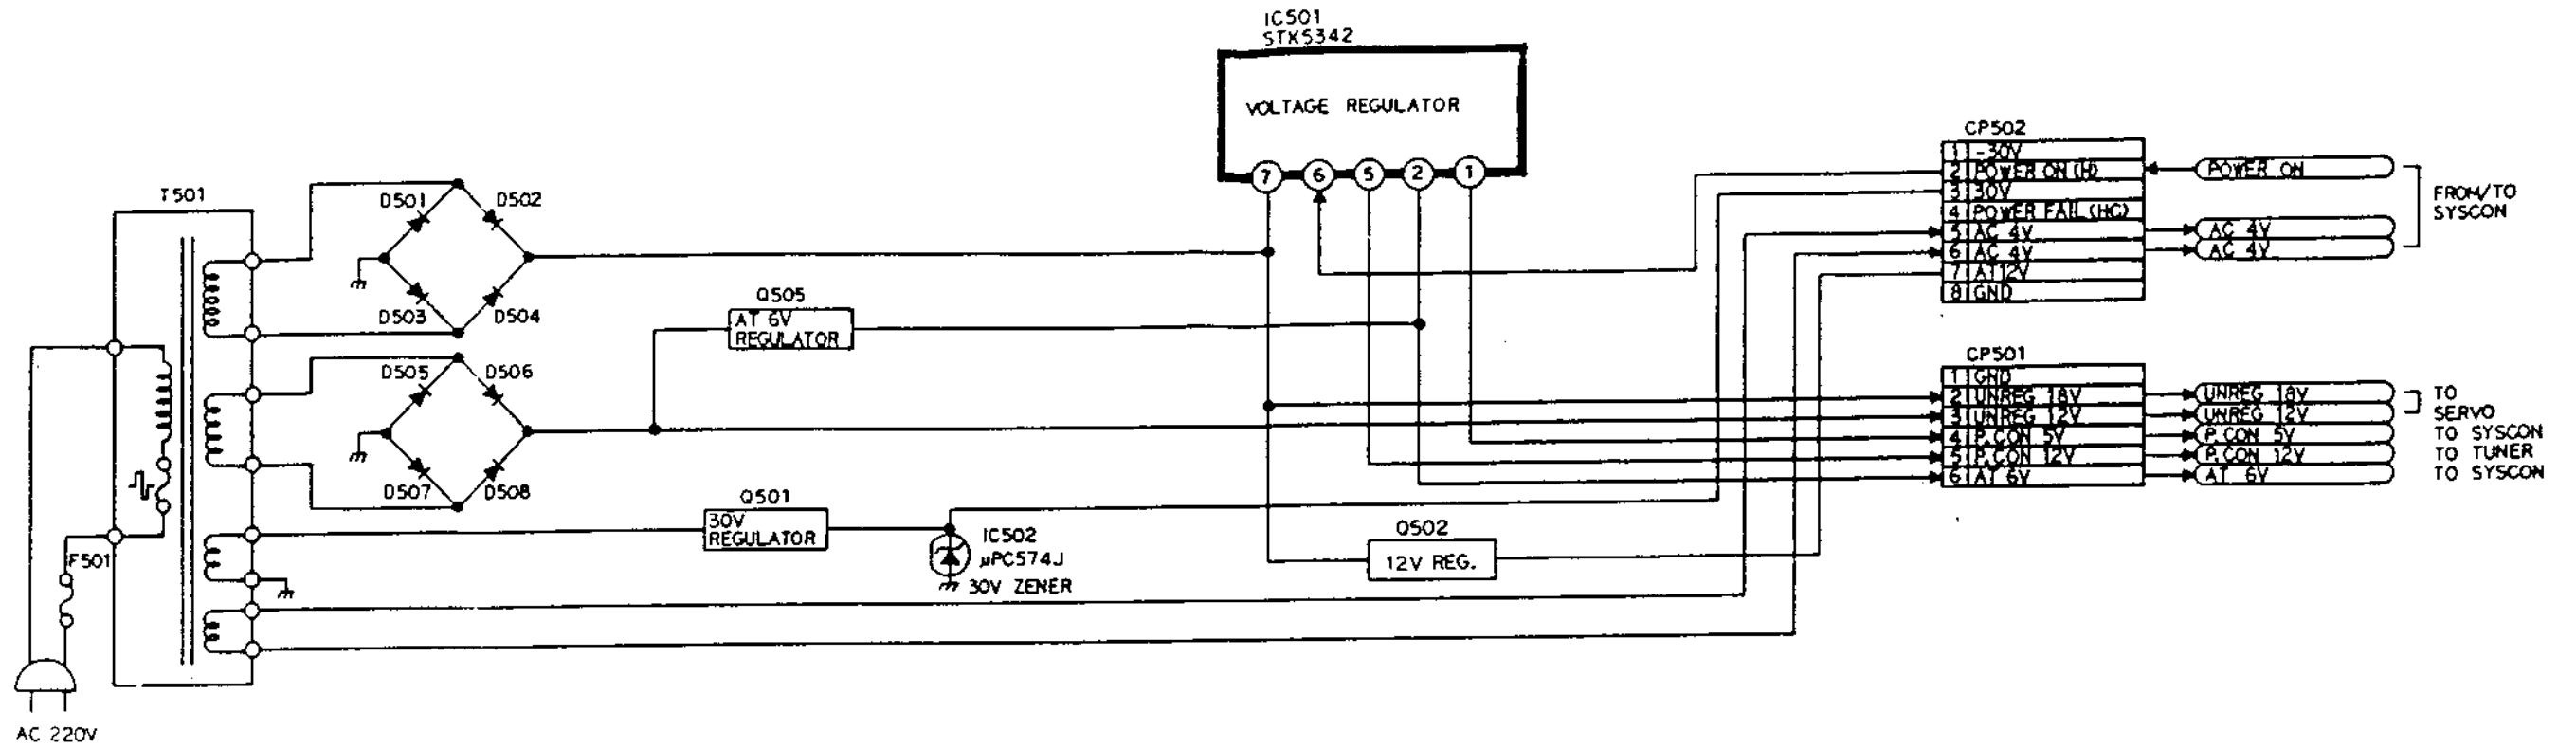 IC501
STK5342
VOLTAGE REGULATOR
7 6 5 2 1
T501
D501
D502
D503
D504
Q505
AT 6V
REGULATOR
D505
D506
D507
D508
Q501
30V
REGULATOR
IC502
µPC574J
30V ZENER
Q502
12V REG.
F501
AC 220V
CP502
1 -30V
2 POWER ON (H)
3 30V
4 POWER FAIL (HG)
5 AC 4V
6 AC 4V
7 AT12V
8 GND
POWER ON
AC 4V
AC 4V
FROM/TO
SYSCON
CP501
1 GND
2 UNREG 18V
3 UNREG 12V
4 P.CON 5V
5 P.CON 12V
6 AT 6V
UNREG 18V
UNREG 12V
P.CON 5V
P.CON 12V
AT 6V
TO
SERVO
TO SYSCON
TO TUNER
TO SYSCON